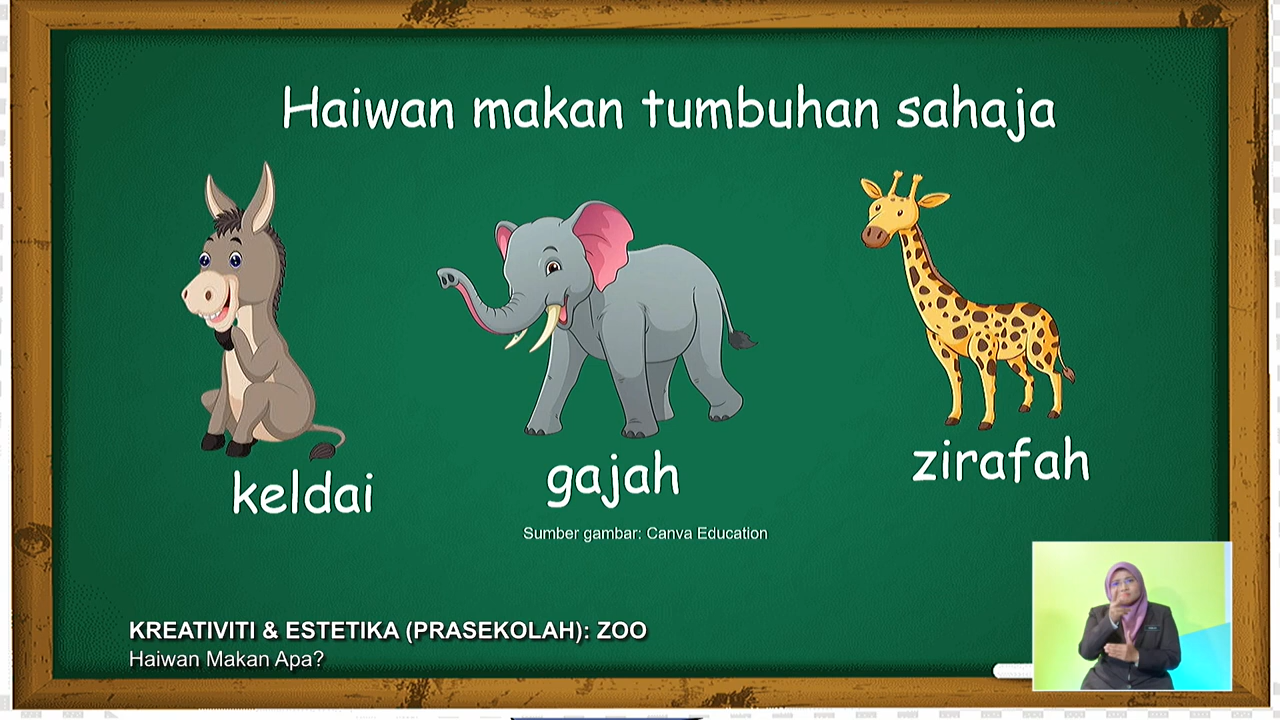 Haiwan makan tumbuhan sahaja
keldai
gajah
zirafah
Sumber gambar: Canva Education
KREATIVITI & ESTETIKA (PRASEKOLAH): ZOO
Haiwan Makan Apa?